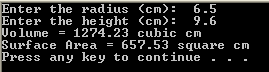 Enter the radius (cm):  6.5
Enter the height (cm):  9.6
Volume = 1274.23 cubic cm
Surface Area = 657.53 square cm
Press any key to continue . . .